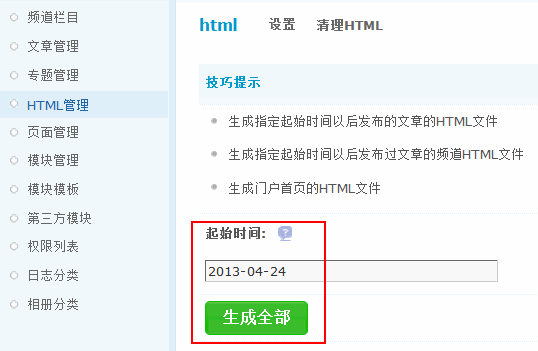 频道栏目
文章管理
专题管理
HTML管理
页面管理
模块管理
模块模板
第三方模块
权限列表
日志分类
相册分类
html 设置 清理HTML
技巧提示
生成指定起始时间以后发布的文章的HTML文件
生成指定起始时间以后发布过文章的频道HTML文件
生成门户首页的HTML文件
起始时间: ?
2013-04-24
生成全部